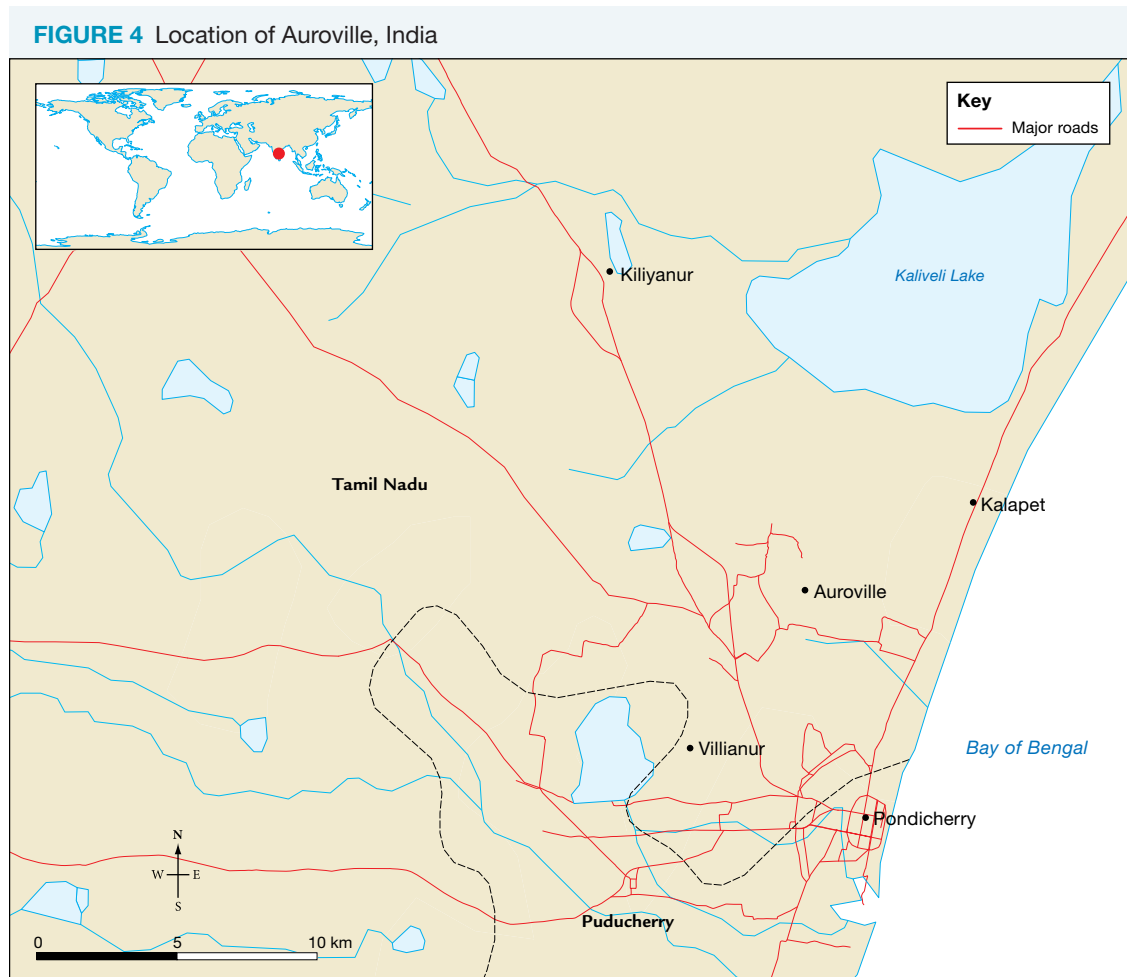 FIGURE 4 Location of Auroville, India
Key
Major roads
Kiliyanur
Kaliveli Lake
Tamil Nadu
Kalapet
Auroville
Villianur
Bay of Bengal
Pondicherry
N
W E
S
Puducherry
0 5 10 km